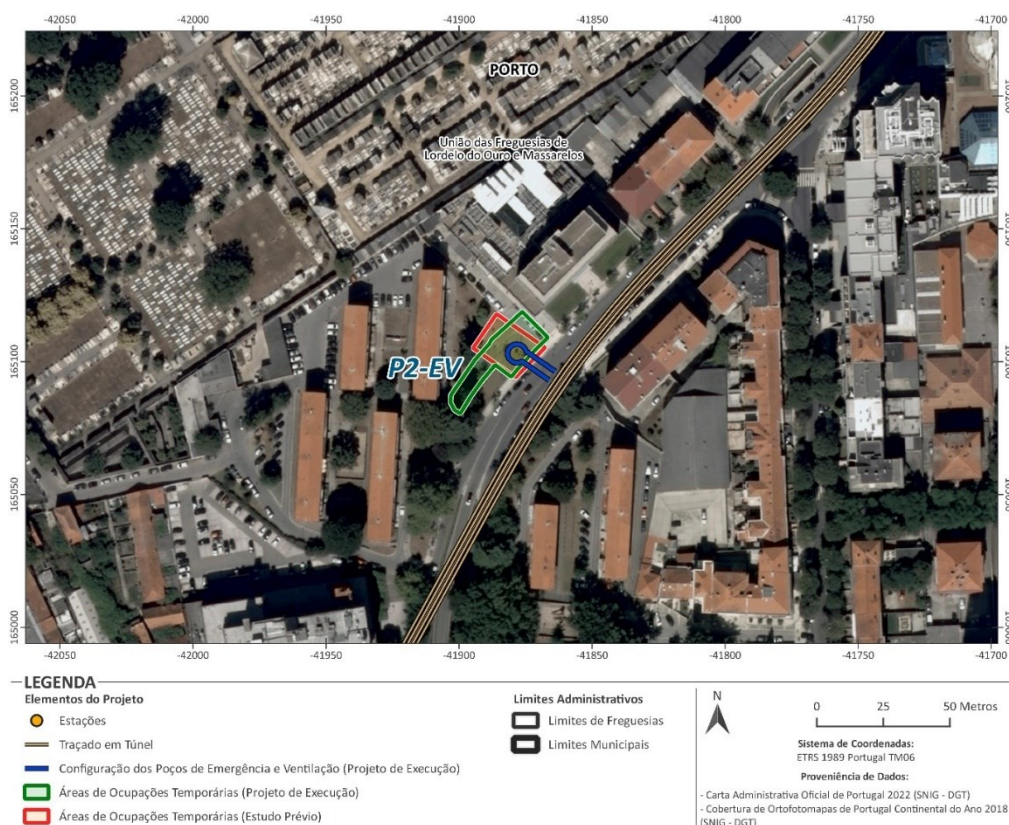 -42050 -42000 -41950 -41900 -41850 -41800 -41750 -41700
165200
165200
165150
165150
165100
165100
165050
165050
165000
165000
PORTO
União das Freguesias de
Lordelo do Ouro e Massarelos
P2-EV
-42050 -42000 -41950 -41900 -41850 -41800 -41750 -41700
LEGENDA
Elementos do Projeto
Estações
Traçado em Túnel
Configuração dos Poços de Emergência e Ventilação (Projeto de Execução)
Áreas de Ocupações Temporárias (Projeto de Execução)
Áreas de Ocupações Temporárias (Estudo Prévio)
Limites Administrativos
Limites de Freguesias
Limites Municipais
N
0 25 50 Metros
Sistema de Coordenadas:
ETRS 1989 Portugal TM06
Proveniência de Dados:
- Carta Administrativa Oficial de Portugal 2022 (SNIG - DGT)
- Cobertura de Ortofotomapas de Portugal Continental do Ano 2018
(SNIG - DGT)